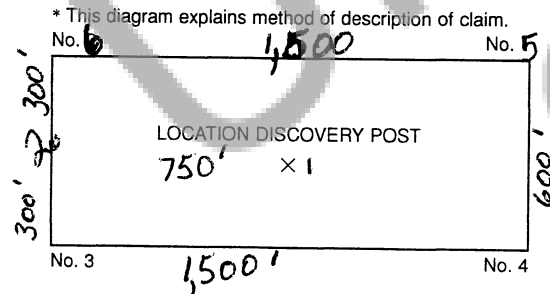 * This diagram explains method of description of claim.
No. 6 1,500 No. 5
300'
LOCATION DISCOVERY POST
750' × 1
2
600'
300'
No. 3 1,500' No. 4